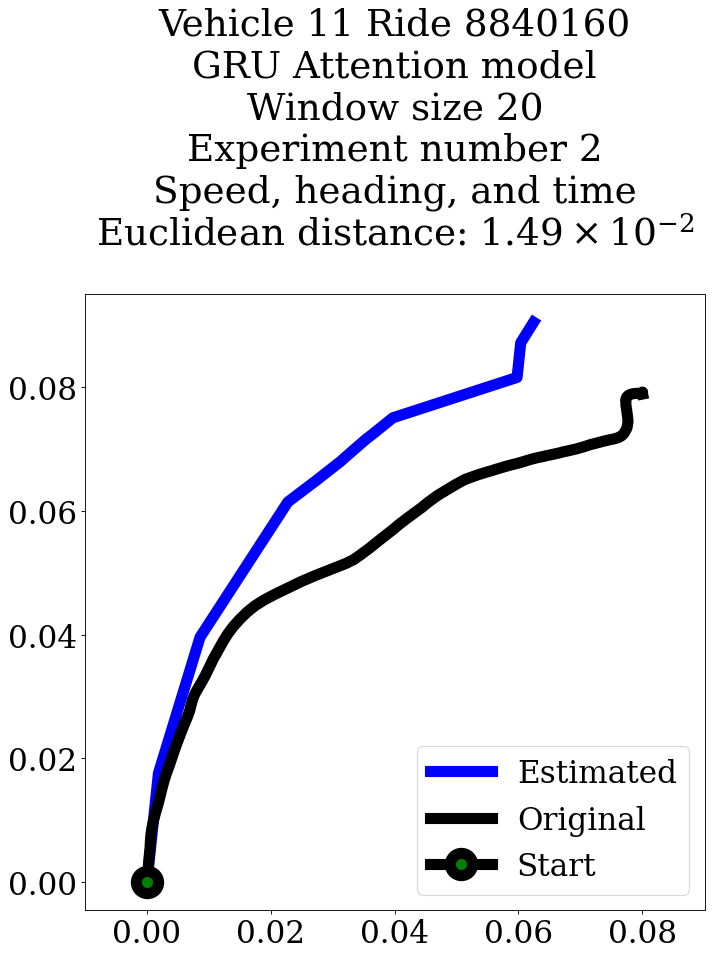 Vehicle 11 Ride 8840160
GRU Attention model
Window size 20
Experiment number 2
Speed, heading, and time
Euclidean distance: 1.49 × 10⁻²
0.08
0.06
0.04
0.02
0.00
Estimated
Original
Start
0.00 0.02 0.04 0.06 0.08